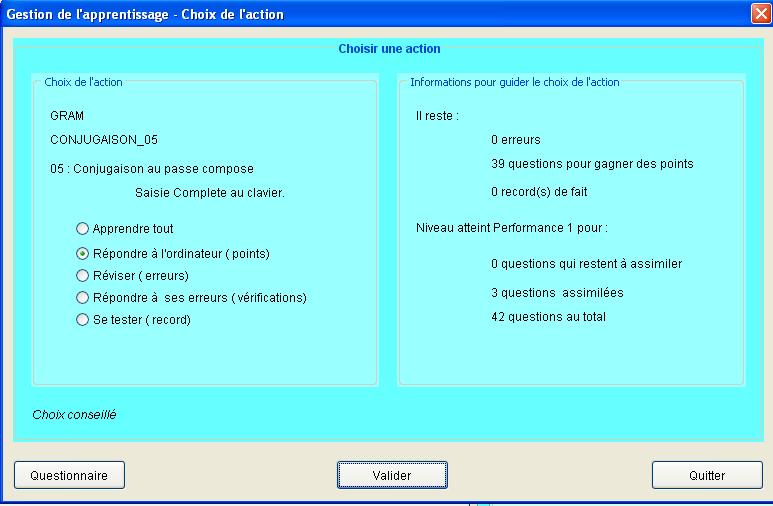 Gestion de l'apprentissage - Choix de l'action
Choisir une action
Choix de l'action
GRAM
CONJUGAISON_05
05 : Conjugaison au passe compose
Saisie Complete au clavier.
Apprendre tout
Répondre à l'ordinateur ( points)
Réviser ( erreurs)
Répondre à ses erreurs ( vérifications)
Se tester ( record)
Informations pour guider le choix de l'action
Il reste :
0 erreurs
39 questions pour gagner des points
0 record(s) de fait
Niveau atteint Performance 1 pour :
0 questions qui restent à assimiler
3 questions assimilées
42 questions au total
Choix conseillé
Questionnaire
Valider
Quitter